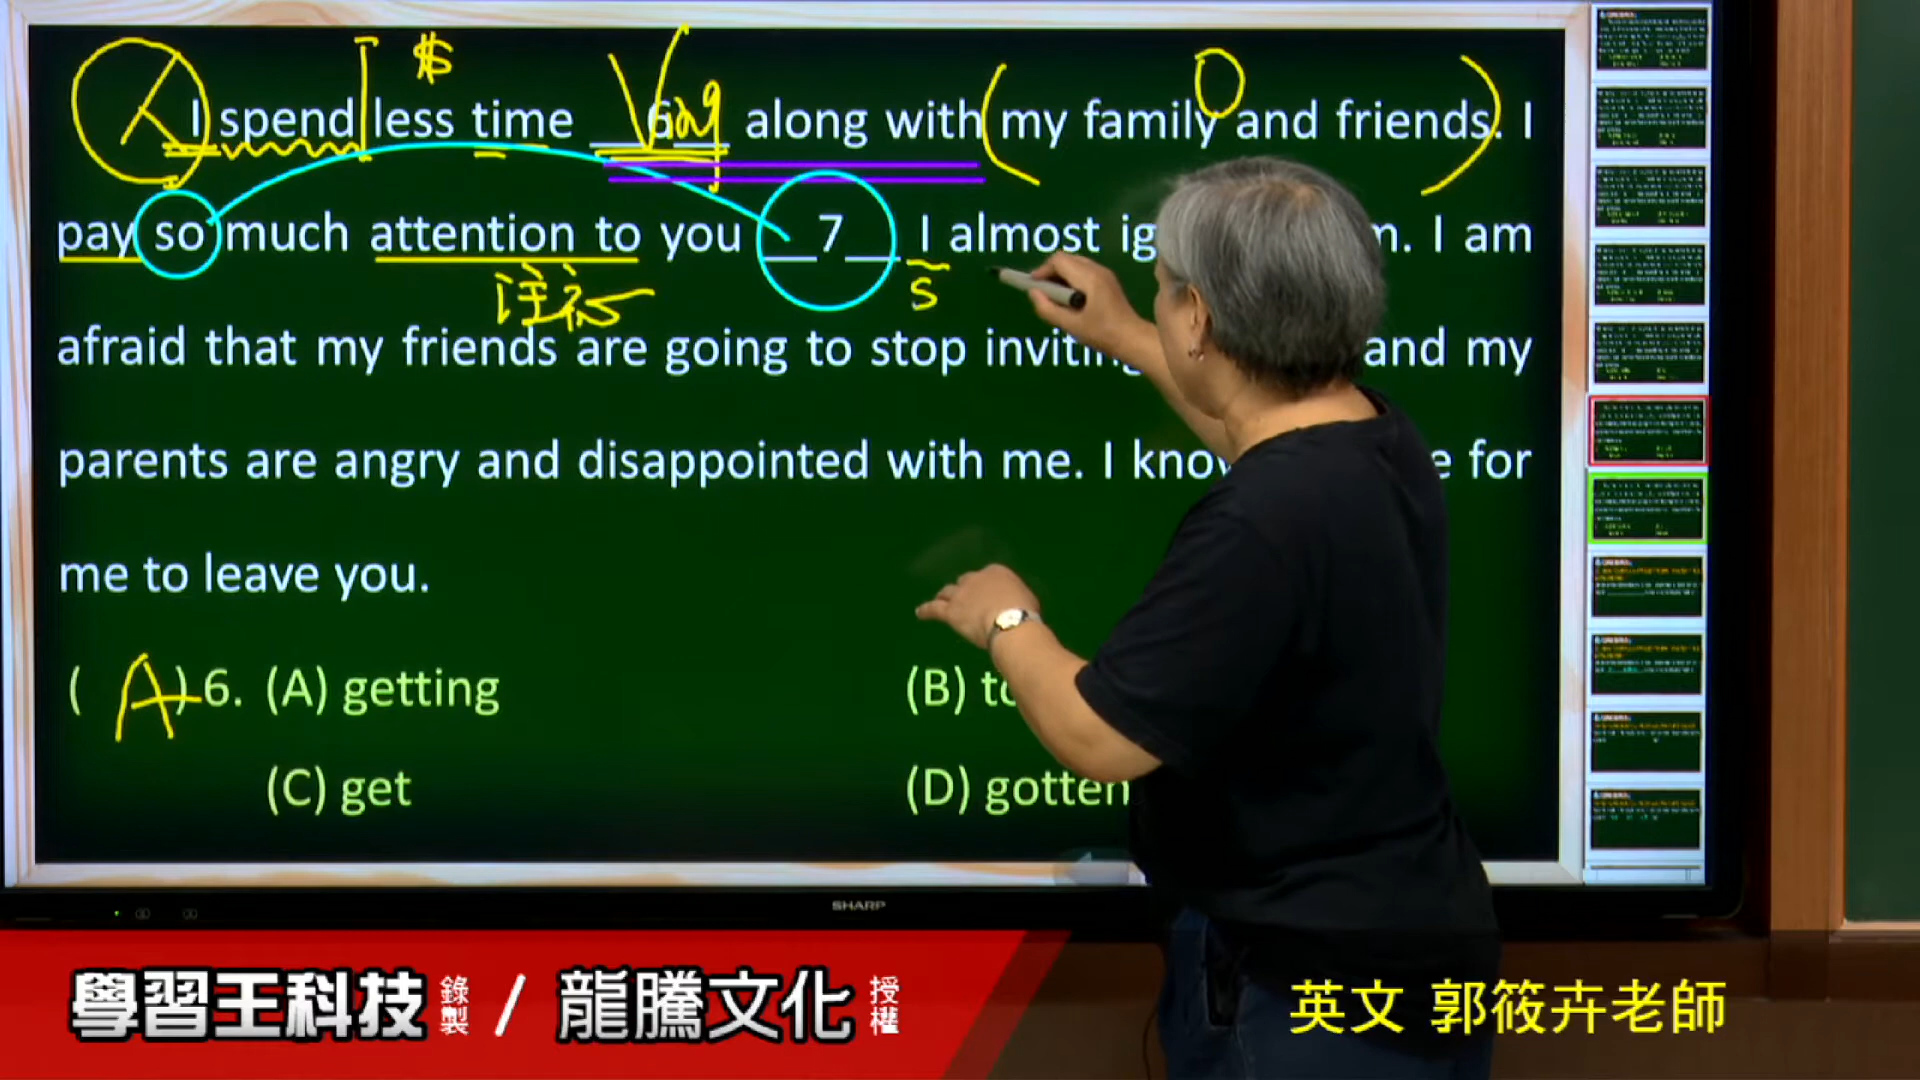 $
I spend less time __6__ along with my family and friends. I
Ving
O
pay so much attention to you __7__ I almost ig n. I am
S
注意
afraid that my friends are going to stop inviting and my
parents are angry and disappointed with me. I know e for
me to leave you.
( A ) 6. (A) getting (B) to
(C) get (D) gotten
SHARP
學習王科技 錄製 / 龍騰文化 授權
英文 郭筱卉老師